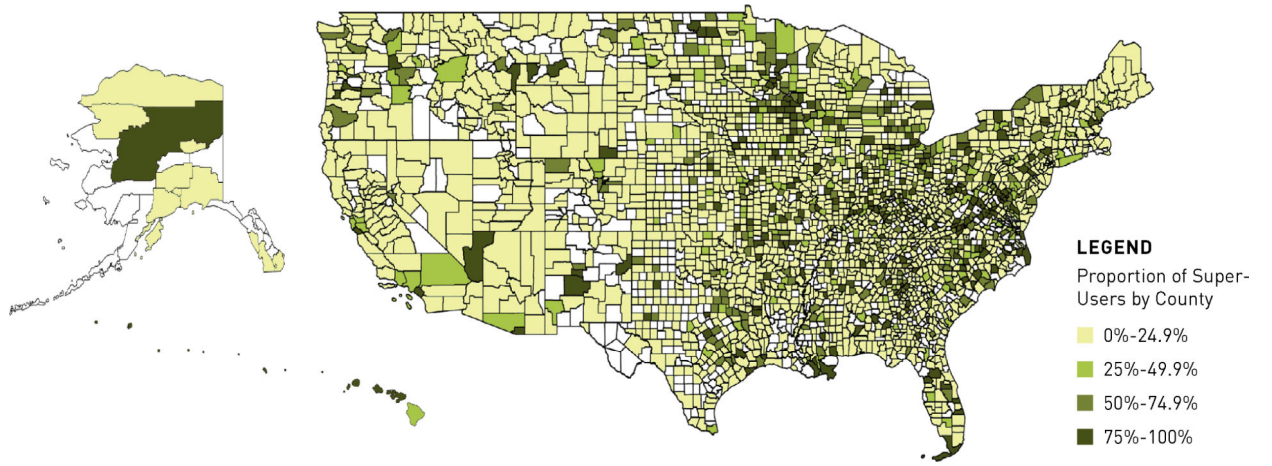 LEGEND
Proportion of Super-
Users by County
0%-24.9%
25%-49.9%
50%-74.9%
75%-100%